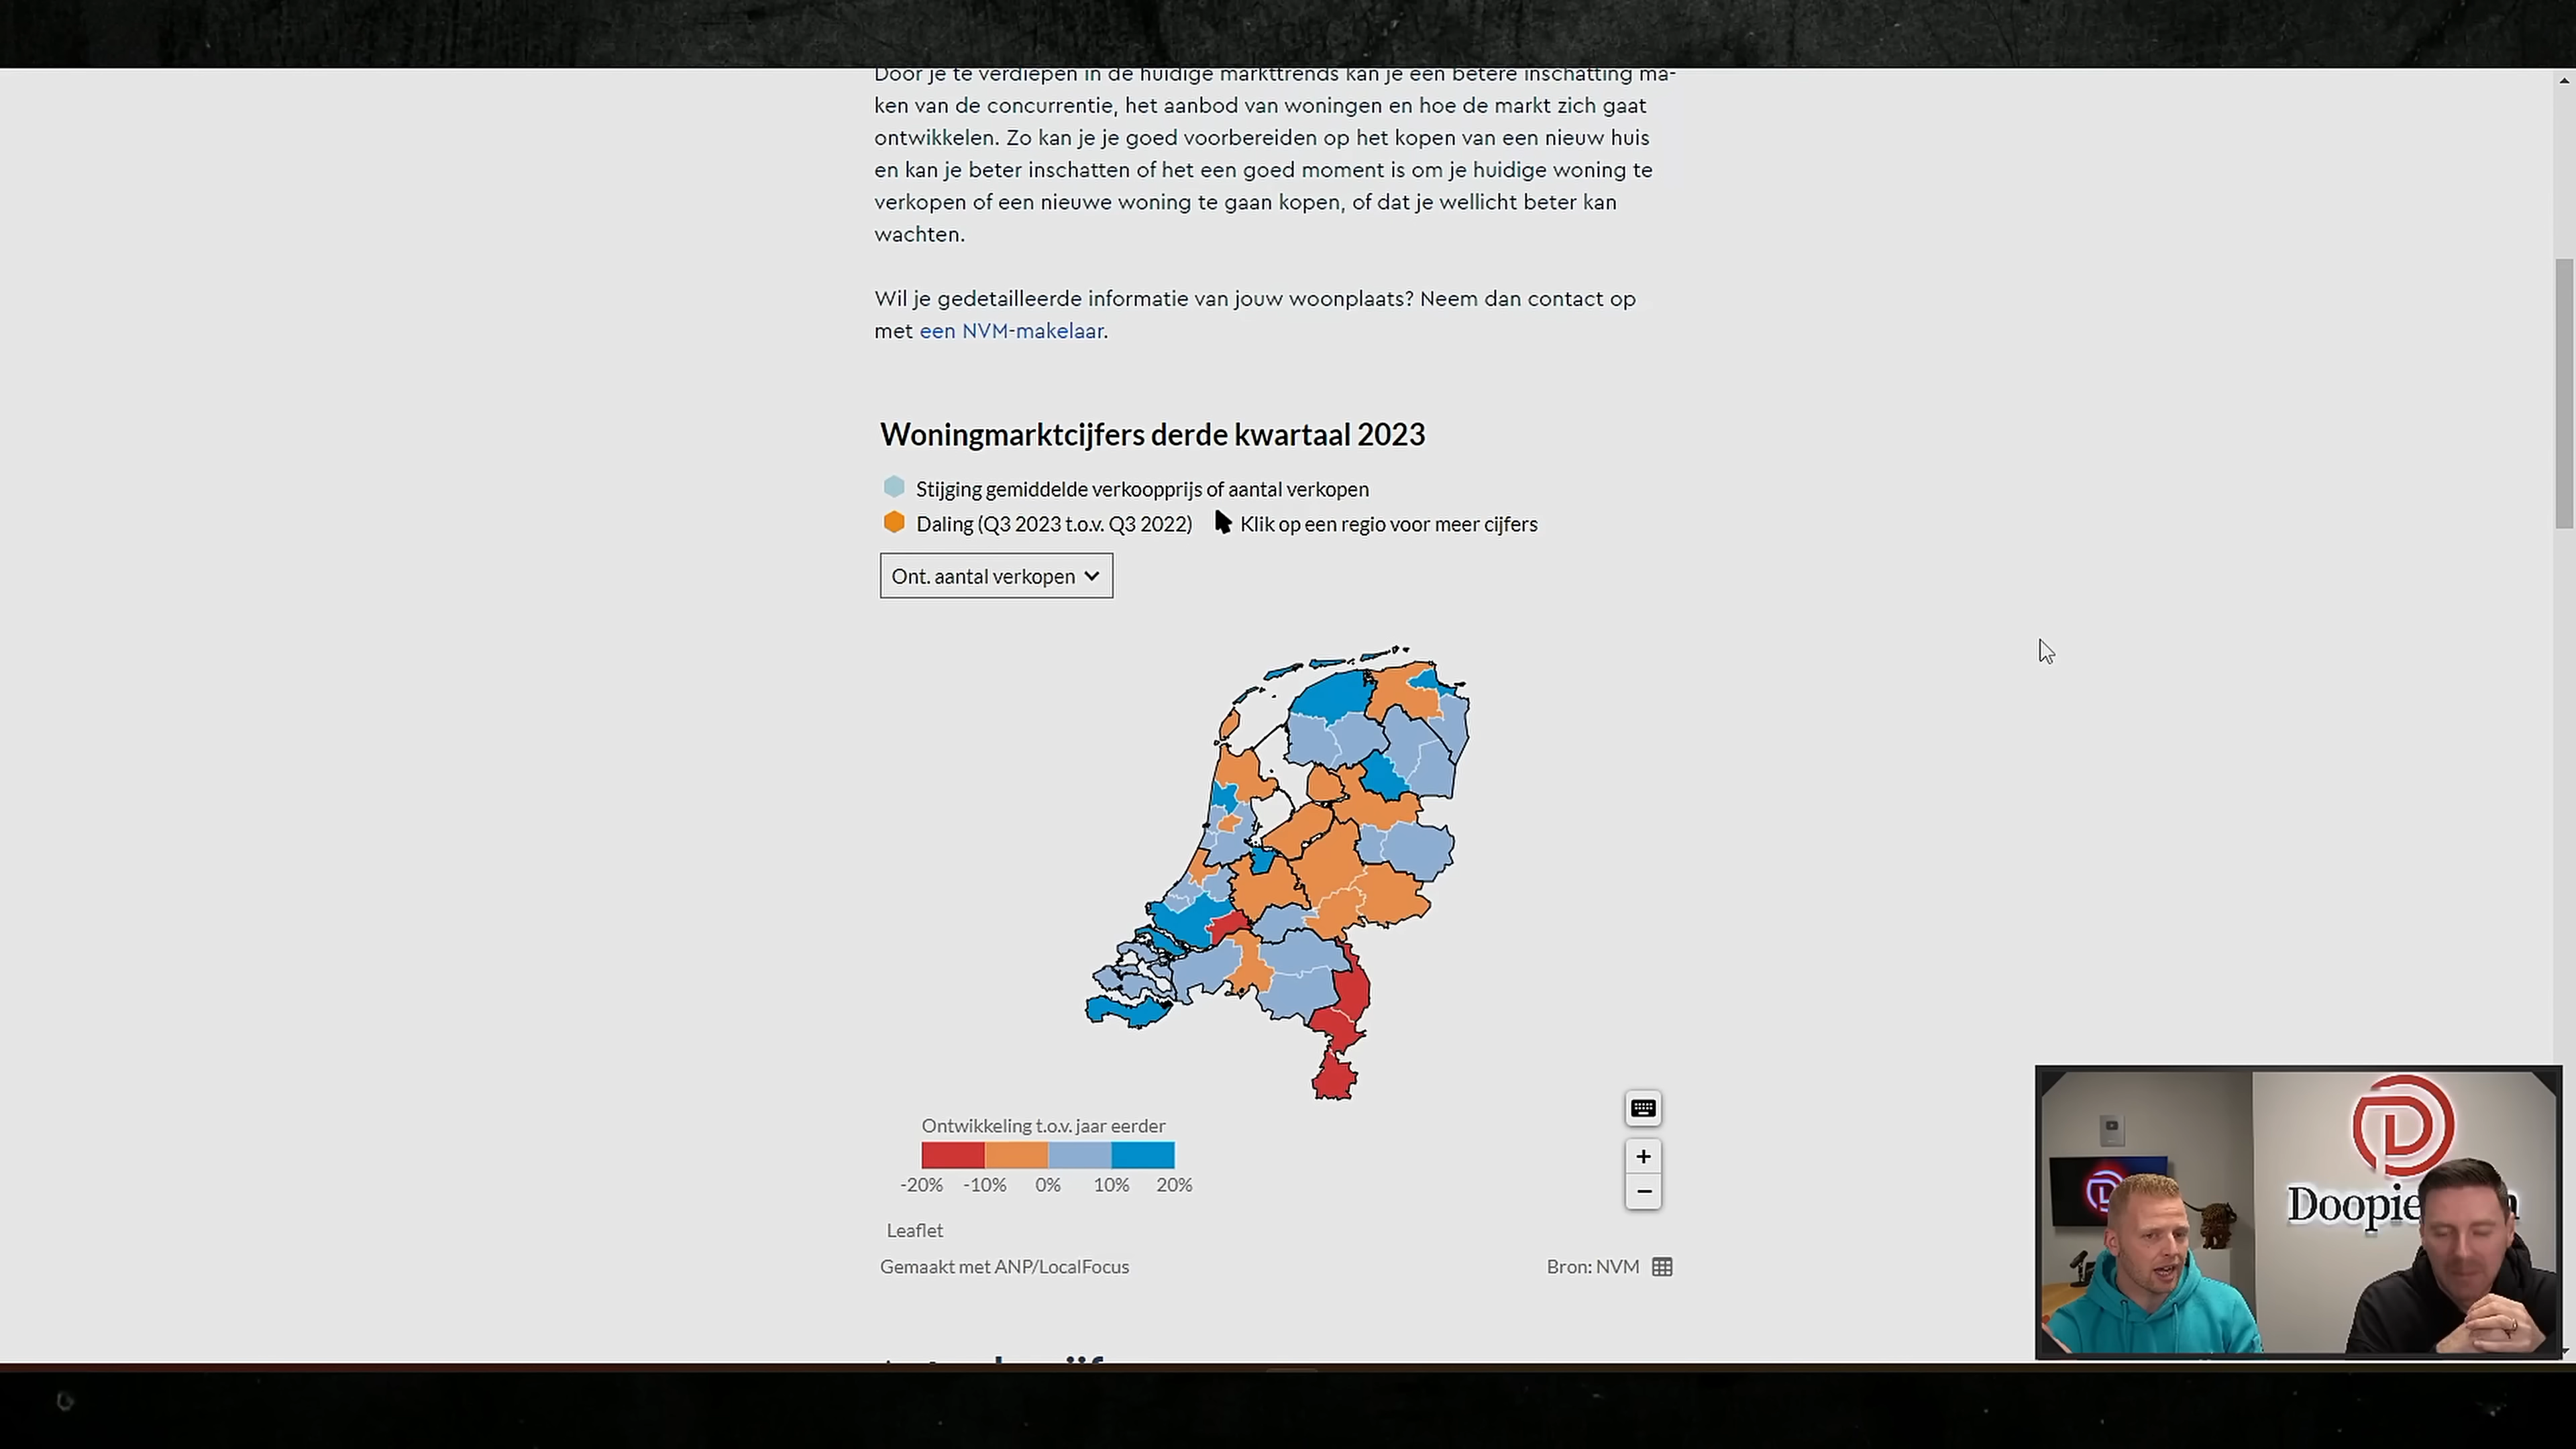 Door je te verdiepen in de huidige markttrends kan je een betere inschatting ma-
ken van de concurrentie, het aanbod van woningen en hoe de markt zich gaat
ontwikkelen. Zo kan je je goed voorbereiden op het kopen van een nieuw huis
en kan je beter inschatten of het een goed moment is om je huidige woning te
verkopen of een nieuwe woning te gaan kopen, of dat je wellicht beter kan
wachten.
Wil je gedetailleerde informatie van jouw woonplaats? Neem dan contact op
met een NVM-makelaar.
Woningmarktcijfers derde kwartaal 2023
Stijging gemiddelde verkoopprijs of aantal verkopen
Daling (Q3 2023 t.o.v. Q3 2022) Klik op een regio voor meer cijfers
Ont. aantal verkopen
Ontwikkeling t.o.v. jaar eerder
-20% -10% 0% 10% 20%
+
−
Leaflet
Gemaakt met ANP/LocalFocus
Bron: NVM